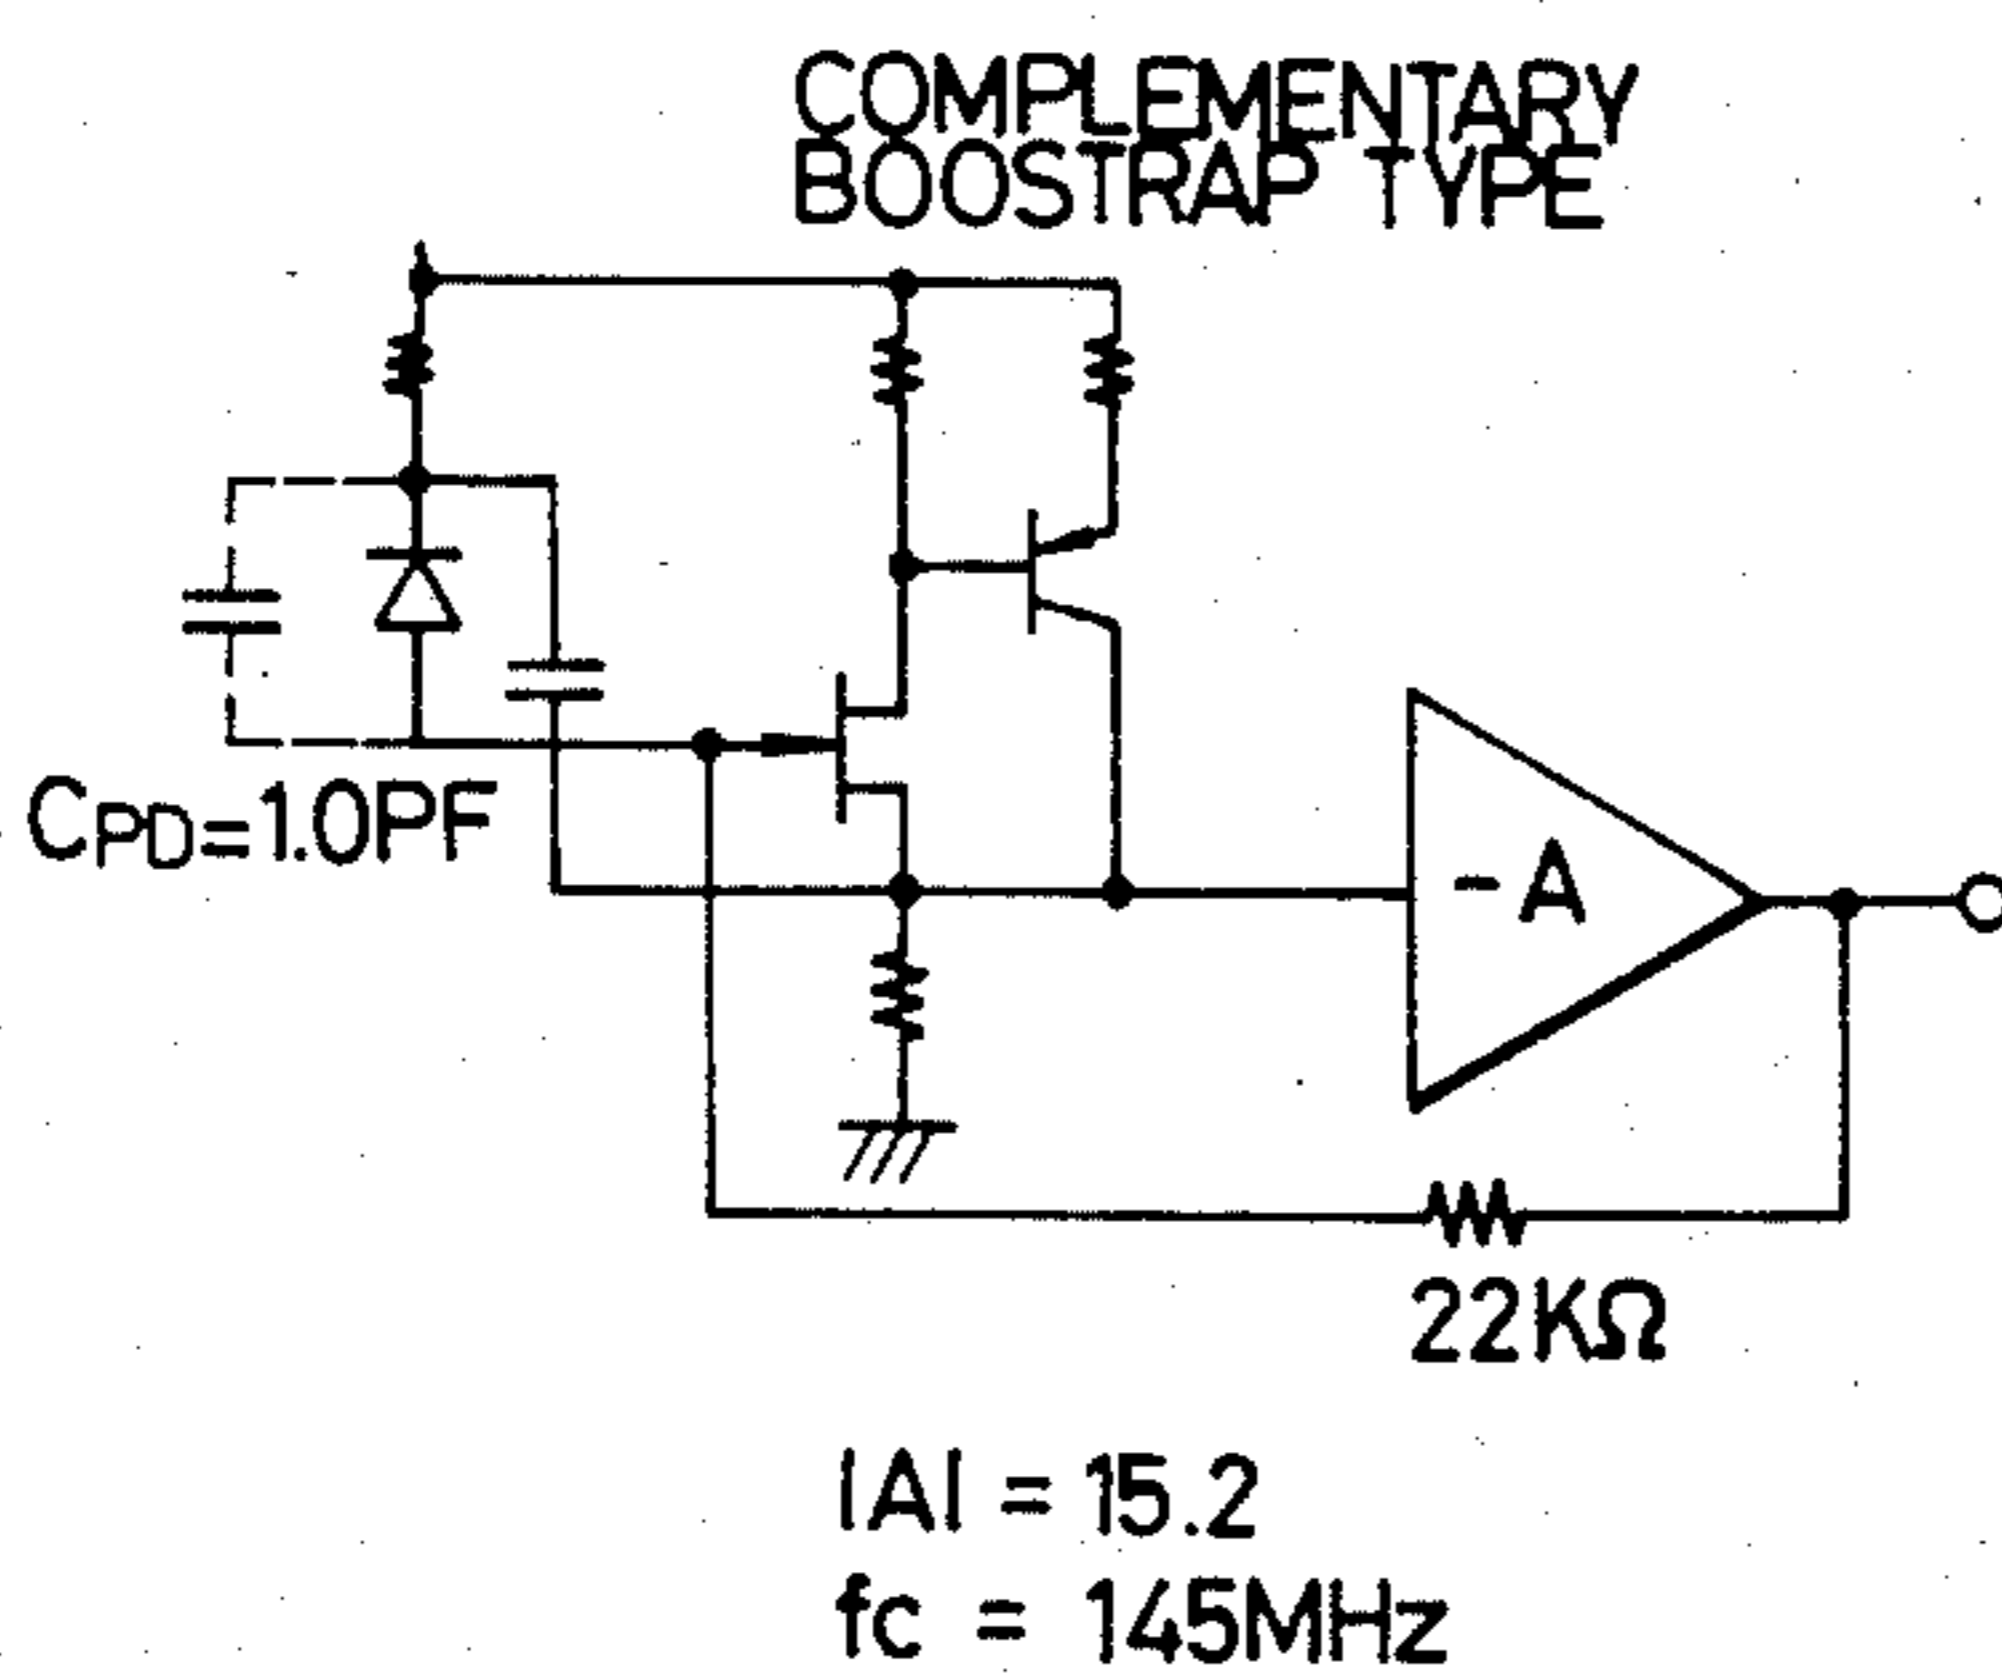 COMPLEMENTARY
BOOSTRAP TYPE
CPD=1.0PF
-A
22KΩ
|A| = 15.2
fc = 145MHz